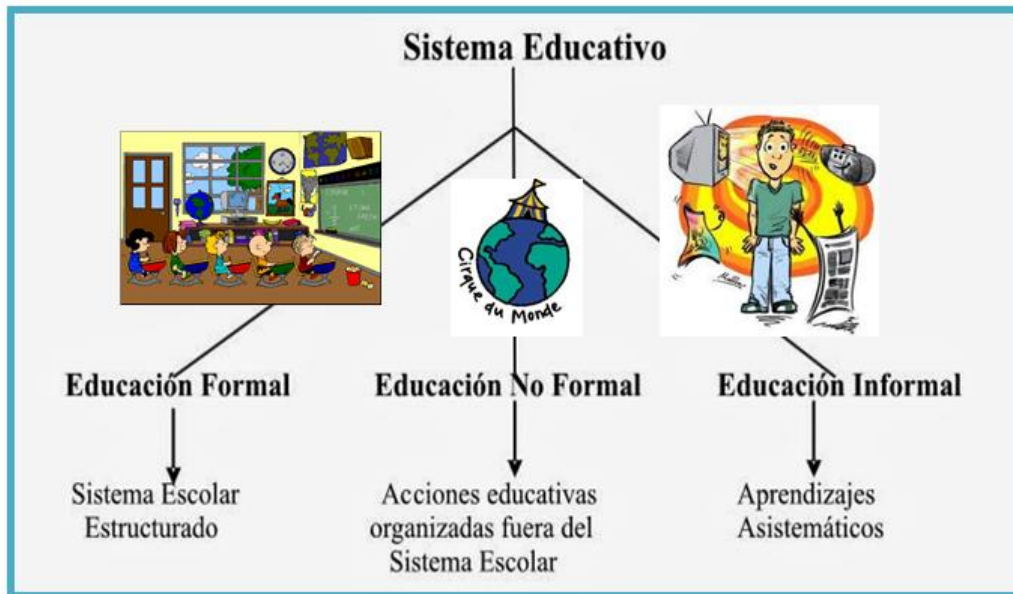 Sistema Educativo
Cirque du Monde
Educación Formal
Educación No Formal
Educación Informal
Sistema Escolar
Estructurado
Acciones educativas
organizadas fuera del
Sistema Escolar
Aprendizajes
Asistemáticos